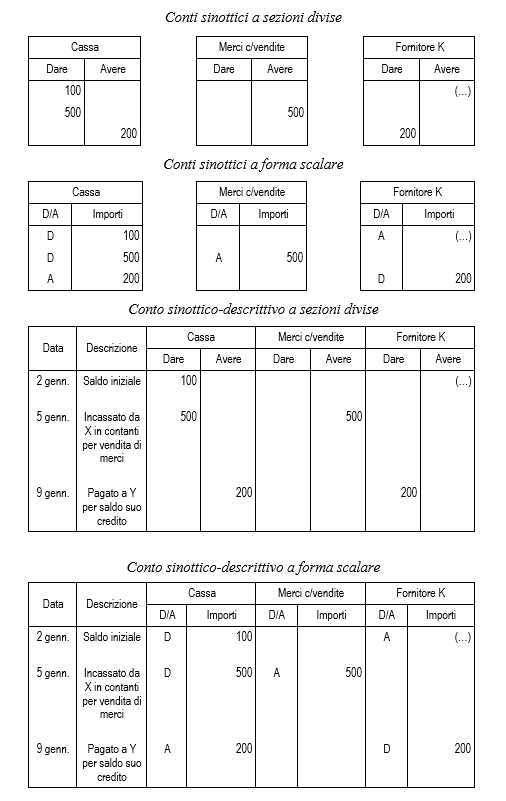 Conti sinottici a sezioni divise
Cassa Merci c/vendite Fornitore K
Dare Avere Dare Avere Dare Avere
100 (...)
500 500
200 200
Conti sinottici a forma scalare
Cassa Merci c/vendite Fornitore K
D/A Importi D/A Importi D/A Importi
D 100 A (...)
D 500 A 500
A 200 D 200
Conto sinottico-descrittivo a sezioni divise
Data Descrizione Cassa Merci c/vendite Fornitore K
Dare Avere Dare Avere Dare Avere
2 genn. Saldo iniziale 100 (...)
5 genn. Incassato da 500 500
X in contanti
per vendita di
merci
9 genn. Pagato a Y 200 200
per saldo suo
credito
Conto sinottico-descrittivo a forma scalare
Data Descrizione Cassa Merci c/vendite Fornitore K
D/A Importi D/A Importi D/A Importi
2 genn. Saldo iniziale D 100 A (...)
5 genn. Incassato da D 500 A 500
X in contanti
per vendita di
merci
9 genn. Pagato a Y A 200 D 200
per saldo suo
credito